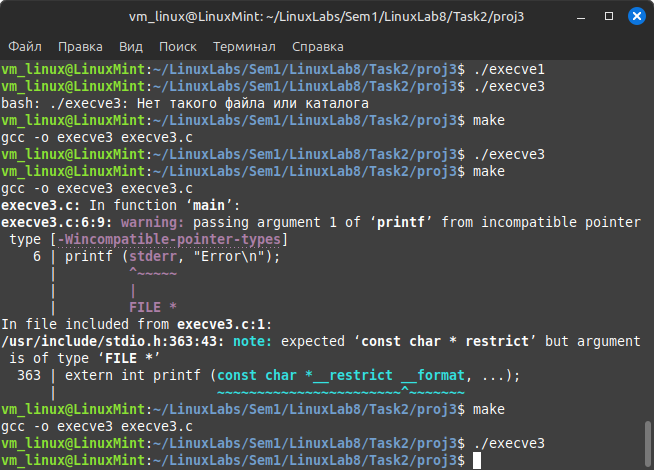 vm_linux@LinuxMint: ~/LinuxLabs/Sem1/LinuxLab8/Task2/proj3
Файл Правка Вид Поиск Терминал Справка
vm_linux@LinuxMint:~/LinuxLabs/Sem1/LinuxLab8/Task2/proj3$ ./execve1
vm_linux@LinuxMint:~/LinuxLabs/Sem1/LinuxLab8/Task2/proj3$ ./execve3
bash: ./execve3: Нет такого файла или каталога
vm_linux@LinuxMint:~/LinuxLabs/Sem1/LinuxLab8/Task2/proj3$ make
gcc -o execve3 execve3.c
vm_linux@LinuxMint:~/LinuxLabs/Sem1/LinuxLab8/Task2/proj3$ ./execve3
vm_linux@LinuxMint:~/LinuxLabs/Sem1/LinuxLab8/Task2/proj3$ make
gcc -o execve3 execve3.c
execve3.c: In function ‘main’:
execve3.c:6:9: warning: passing argument 1 of ‘printf’ from incompatible pointer
 type [-Wincompatible-pointer-types]
    6 | printf (stderr, "Error\n");
      |         ^~~~~~
      |         |
      |         FILE *
In file included from execve3.c:1:
/usr/include/stdio.h:363:43: note: expected ‘const char * restrict’ but argument
 is of type ‘FILE *’
  363 | extern int printf (const char *__restrict __format, ...);
      |                    ~~~~~~~~~~~~~~~~~~~~~~~^~~~~~~~
vm_linux@LinuxMint:~/LinuxLabs/Sem1/LinuxLab8/Task2/proj3$ make
gcc -o execve3 execve3.c
vm_linux@LinuxMint:~/LinuxLabs/Sem1/LinuxLab8/Task2/proj3$ ./execve3
vm_linux@LinuxMint:~/LinuxLabs/Sem1/LinuxLab8/Task2/proj3$